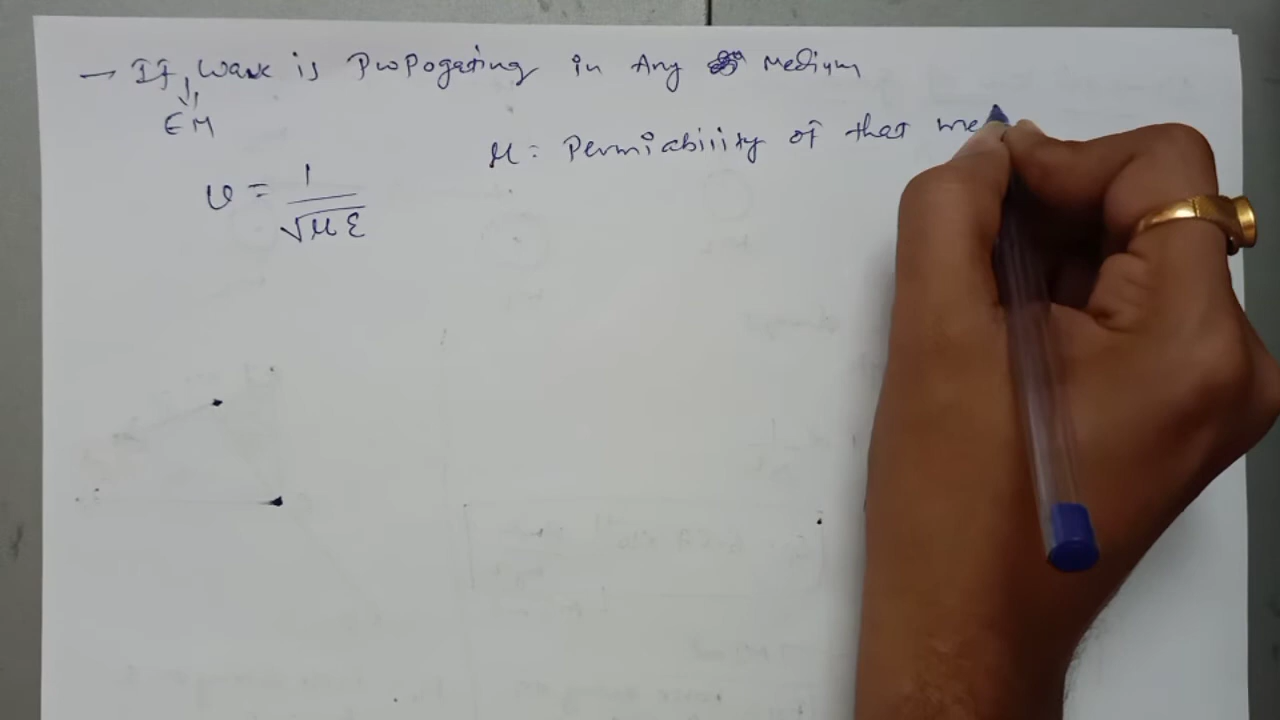 → If wave is Propogating in Any Medium
EM
μ = Permiability of that me
v = 1/√με